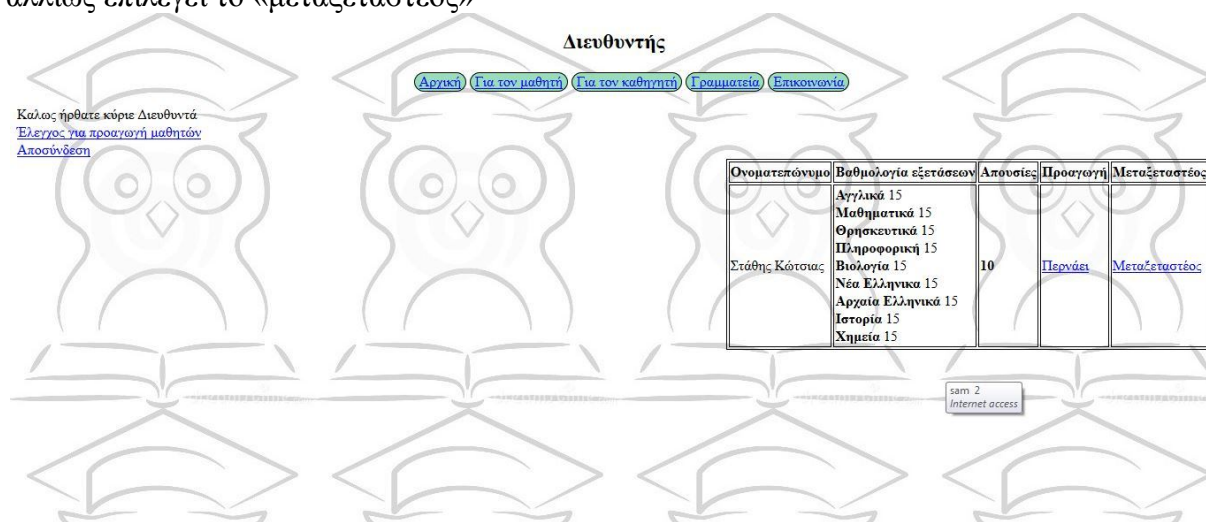 αλλιώς επιλέγει το «μεταξεταστέος»
Διευθυντής
Αρχική Για τον μαθητή Για τον καθηγητή Γραμματεία Επικοινωνία
Καλως ήρθατε κύριε Διευθυντά
Έλεγχος για προαγωγή μαθητών
Αποσύνδεση
Ονοματεπώνυμο Βαθμολογία εξετάσεων Απουσίες Προαγωγή Μεταξεταστέος
Αγγλικά 15
Μαθηματικά 15
Θρησκευτικά 15
Πληροφορική 15
Στάθης Κώτσιας Βιολογία 15 10 Περνάει Μεταξεταστέος
Νέα Ελληνικα 15
Αρχαία Ελληνικά 15
Ιστορία 15
Χημεία 15
sam 2
Internet access